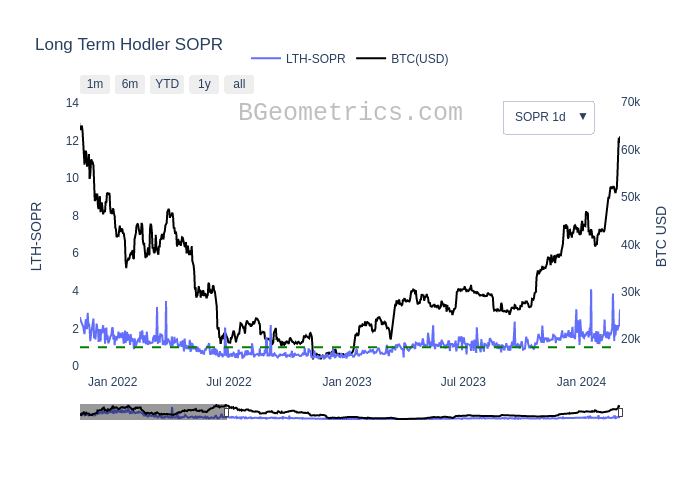 Long Term Hodler SOPR
LTH-SOPR BTC(USD)
1m 6m YTD 1y all
BGeometrics.com
SOPR 1d ▼
14
12
10
8
6
4
2
0
LTH-SOPR
70k
60k
50k
40k
30k
20k
BTC USD
Jan 2022 Jul 2022 Jan 2023 Jul 2023 Jan 2024